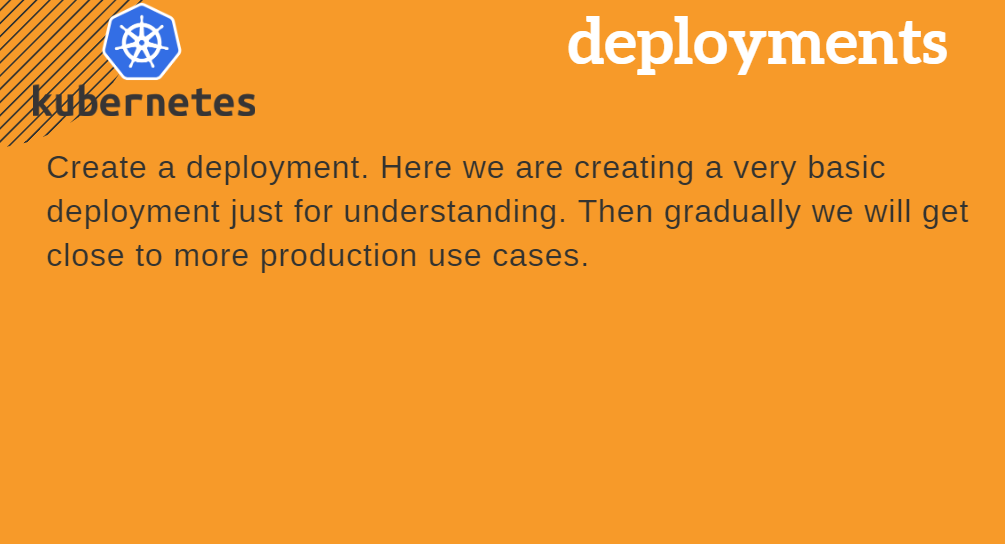 deployments
kubernetes
Create a deployment. Here we are creating a very basic
deployment just for understanding. Then gradually we will get
close to more production use cases.